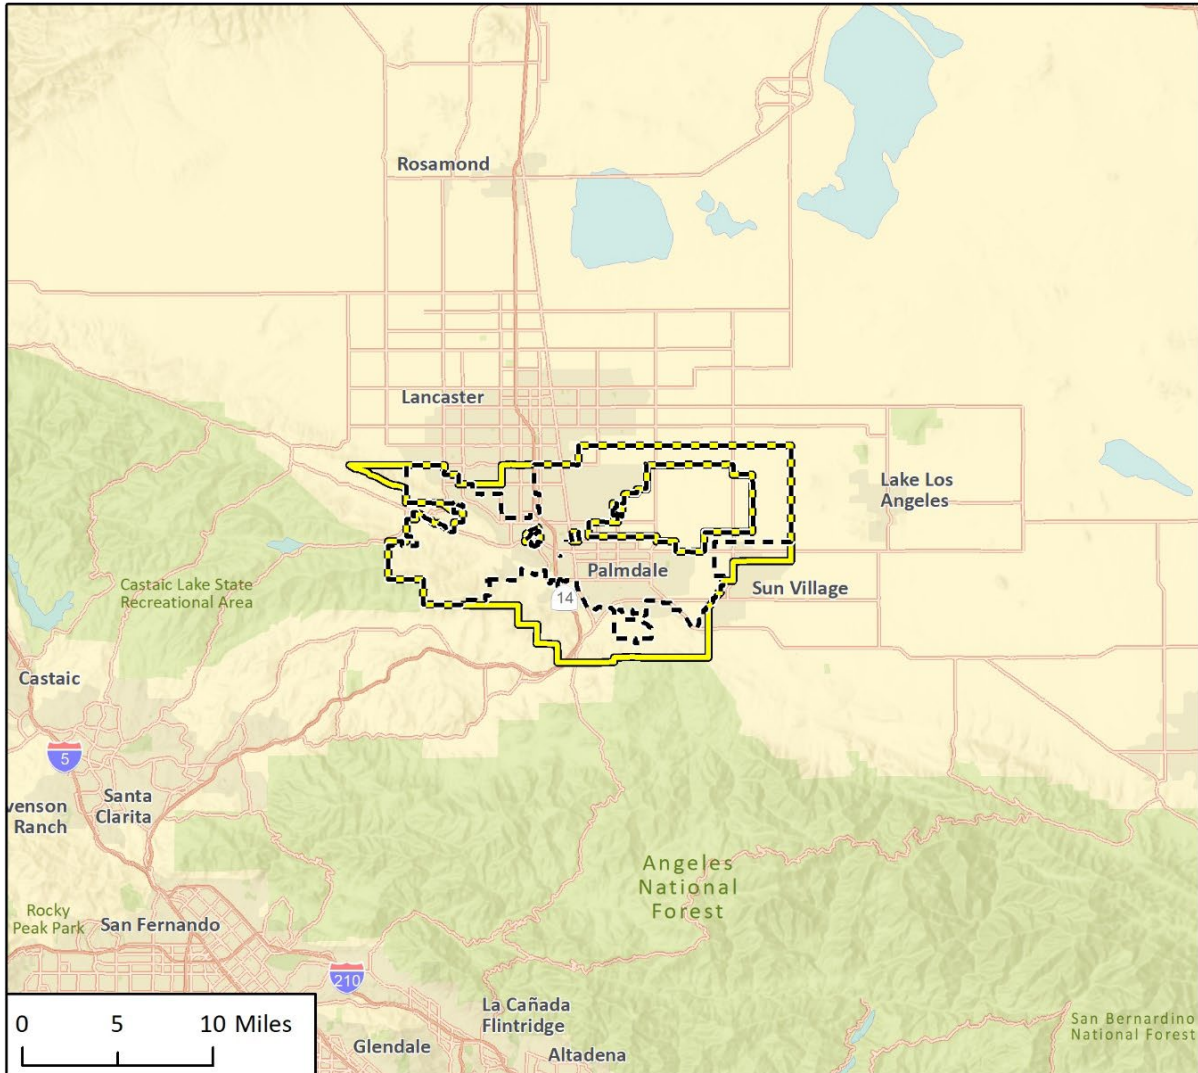 Rosamond
Lancaster
Lake Los
Angeles
Palmdale
Sun Village
14
Castaic Lake State
Recreational Area
Castaic
5
Santa
Clarita
venson
Ranch
Angeles
National
Forest
Rocky
Peak Park
San Fernando
210
0 5 10 Miles
La Cañada
Flintridge
Glendale
Altadena
San Bernardino
National Forest